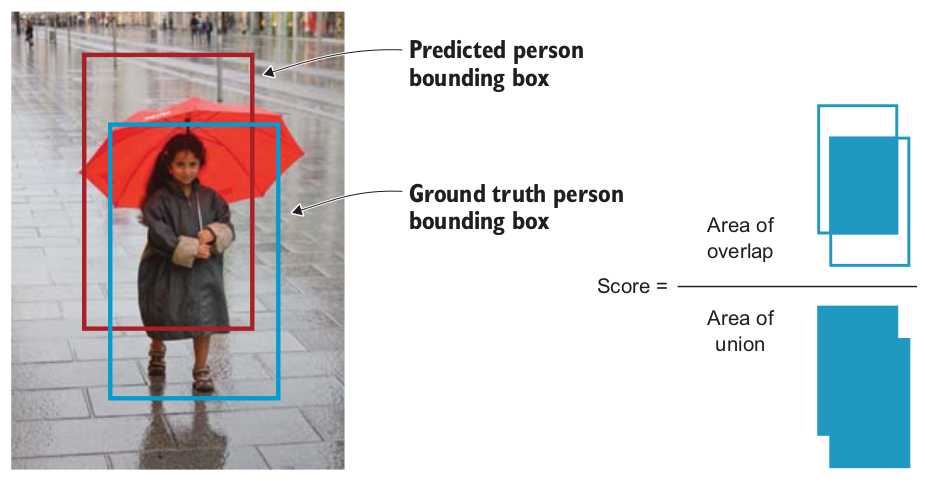 Predicted person
bounding box
Ground truth person
bounding box
Area of
overlap
Score =
Area of
union